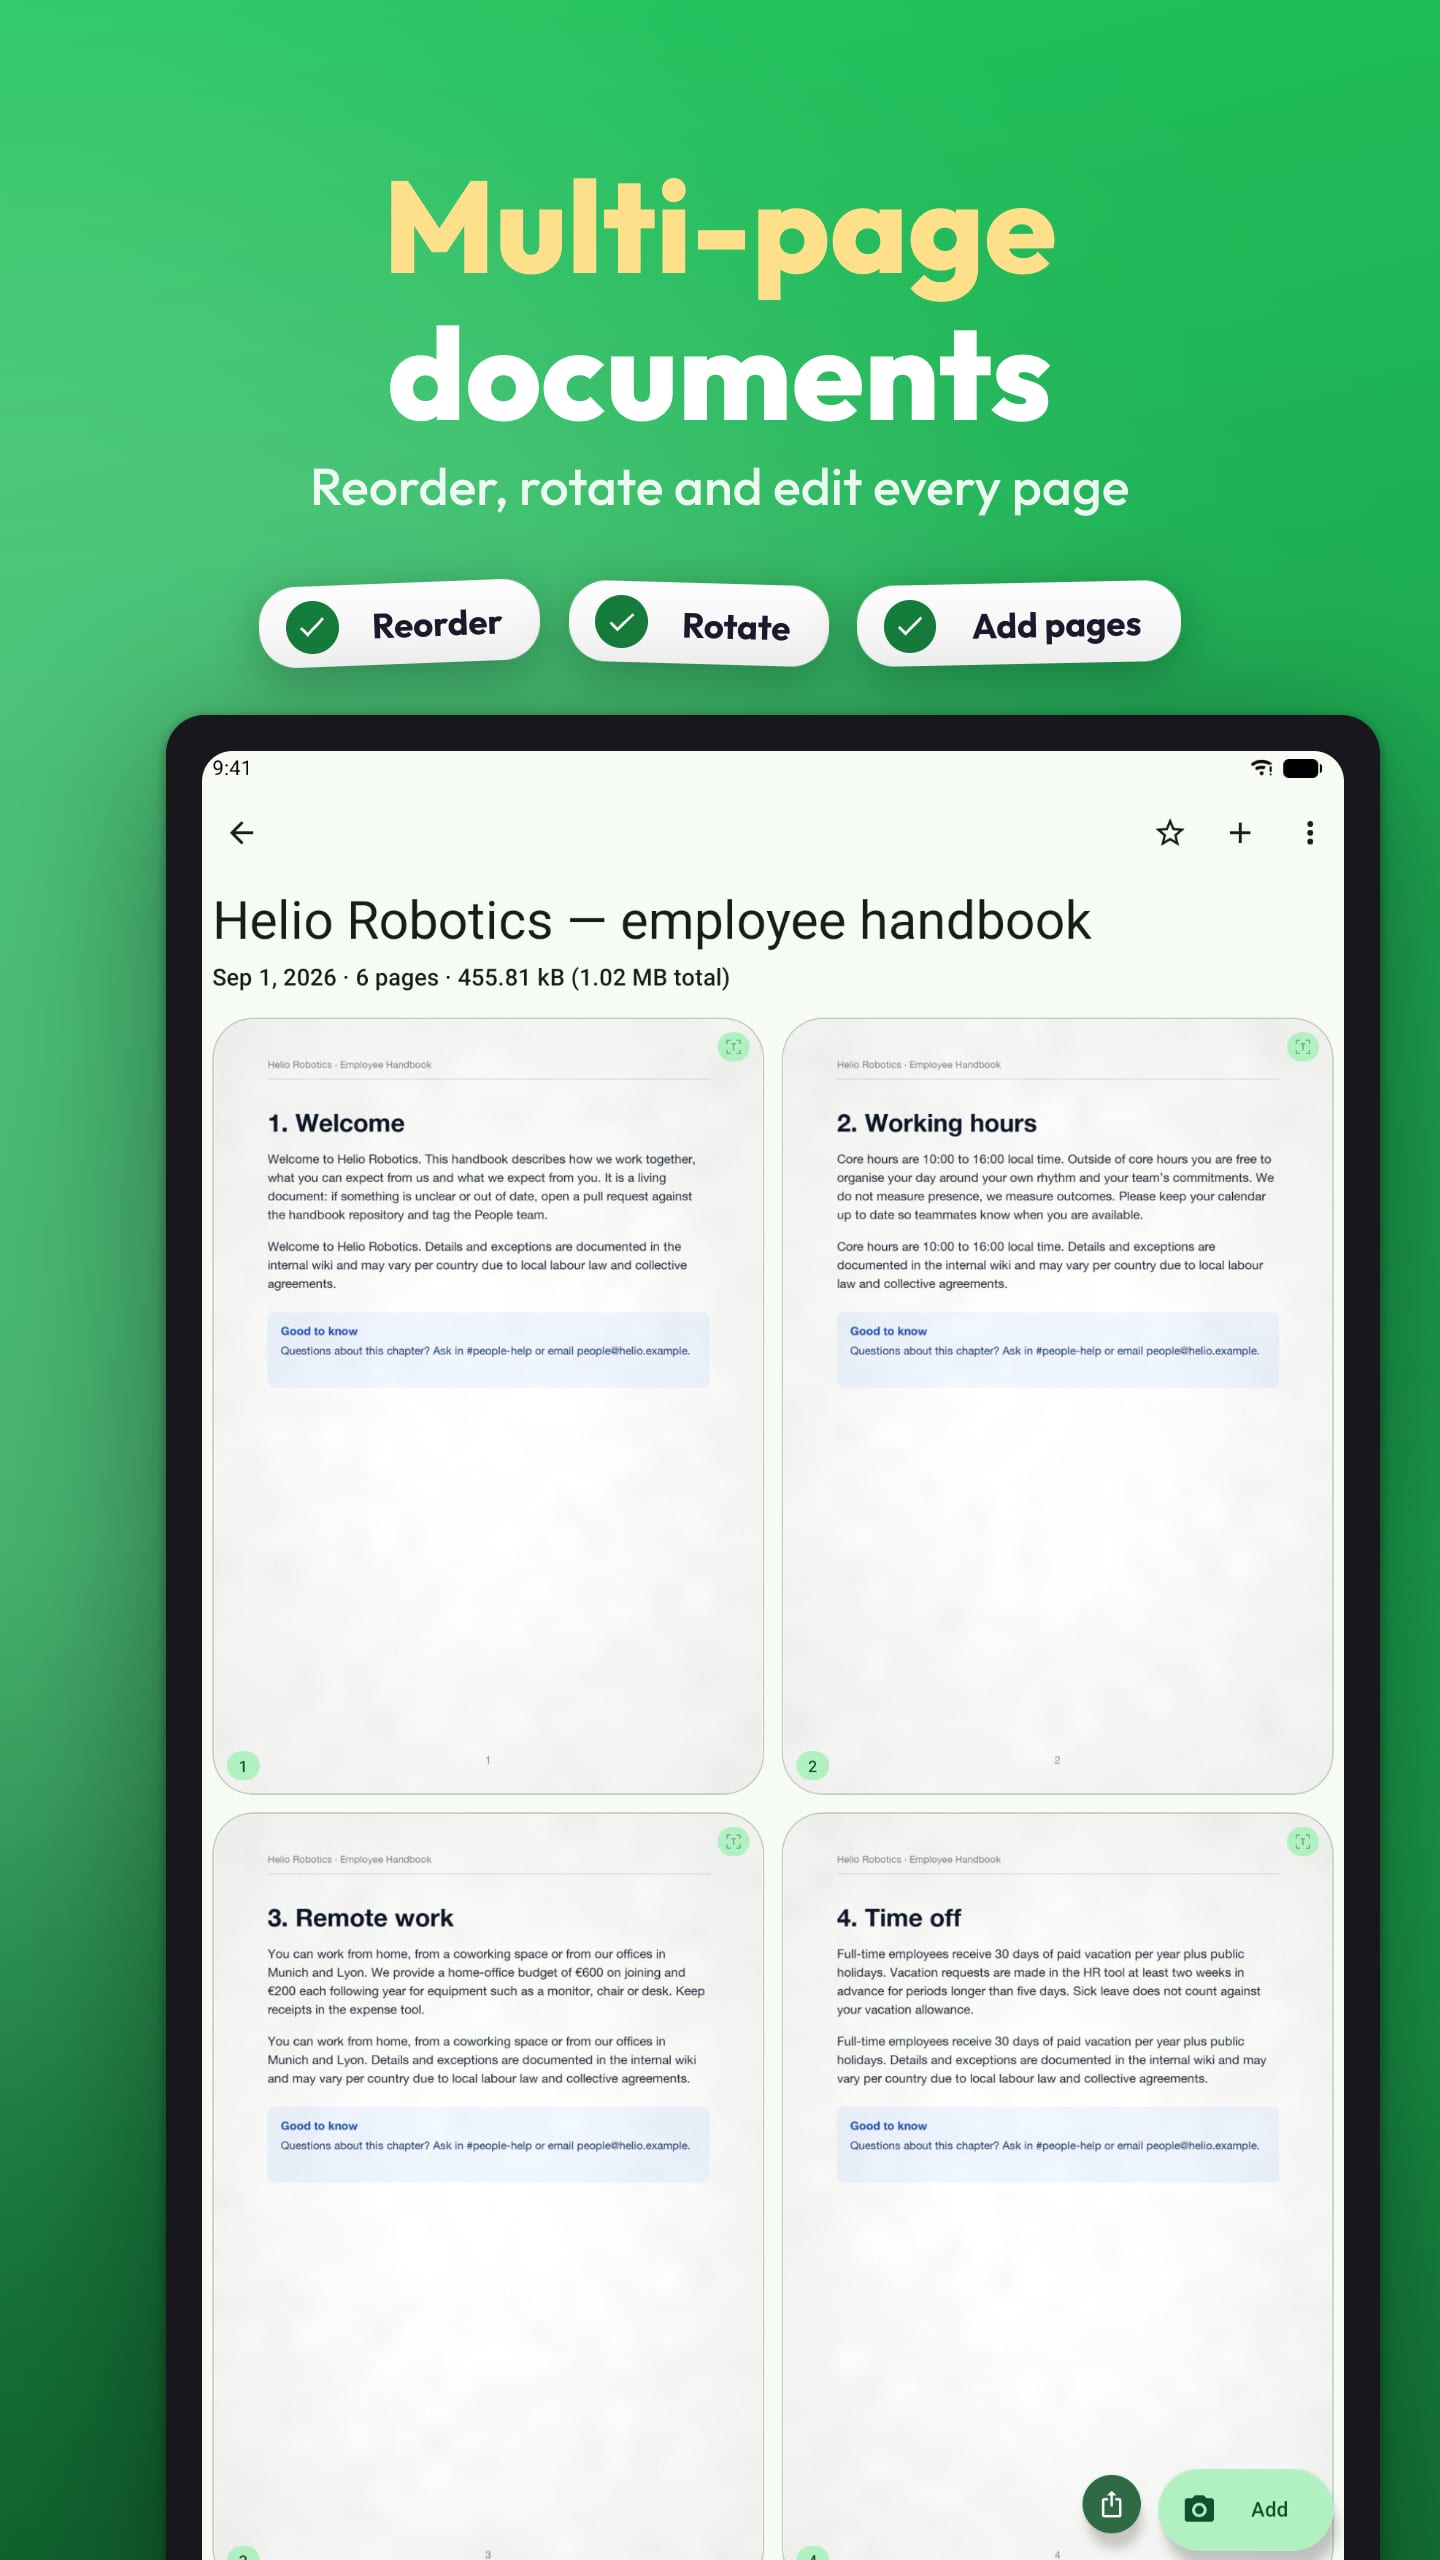 Multi-page
documents
Reorder, rotate and edit every page
Reorder
Rotate
Add pages
9:41
Helio Robotics — employee handbook
Sep 1, 2026 · 6 pages · 455.81 kB (1.02 MB total)
Helio Robotics · Employee Handbook
1. Welcome
Welcome to Helio Robotics. This handbook describes how we work together,
what you can expect from us and what we expect from you. It is a living
document: if something is unclear or out of date, open a pull request against
the handbook repository and tag the People team.
Welcome to Helio Robotics. Details and exceptions are documented in the
internal wiki and may vary per country due to local labour law and collective
agreements.
Good to know
Questions about this chapter? Ask in #people-help or email people@helio.example.
1
1
Helio Robotics · Employee Handbook
2. Working hours
Core hours are 10:00 to 16:00 local time. Outside of core hours you are free to
organise your day around your own rhythm and your team's commitments. We
do not measure presence, we measure outcomes. Please keep your calendar
up to date so teammates know when you are available.
Core hours are 10:00 to 16:00 local time. Details and exceptions are
documented in the internal wiki and may vary per country due to local labour
law and collective agreements.
Good to know
Questions about this chapter? Ask in #people-help or email people@helio.example.
2
2
Helio Robotics · Employee Handbook
3. Remote work
You can work from home, from a coworking space or from our offices in
Munich and Lyon. We provide a home-office budget of €600 on joining and
€200 each following year for equipment such as a monitor, chair or desk. Keep
receipts in the expense tool.
You can work from home, from a coworking space or from our offices in
Munich and Lyon. Details and exceptions are documented in the internal wiki
and may vary per country due to local labour law and collective agreements.
Good to know
Questions about this chapter? Ask in #people-help or email people@helio.example.
3
3
Helio Robotics · Employee Handbook
4. Time off
Full-time employees receive 30 days of paid vacation per year plus public
holidays. Vacation requests are made in the HR tool at least two weeks in
advance for periods longer than five days. Sick leave does not count against
your vacation allowance.
Full-time employees receive 30 days of paid vacation per year plus public
holidays. Details and exceptions are documented in the internal wiki and may
vary per country due to local labour law and collective agreements.
Good to know
Questions about this chapter? Ask in #people-help or email people@helio.example.
4
4
Add